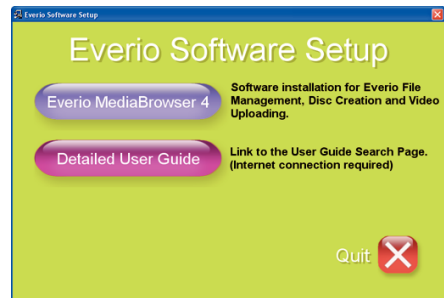 Everio Software Setup
Everio Software Setup
Everio MediaBrowser 4
Software installation for Everio File
Management, Disc Creation and Video
Uploading.
Detailed User Guide
Link to the User Guide Search Page.
(Internet connection required)
Quit